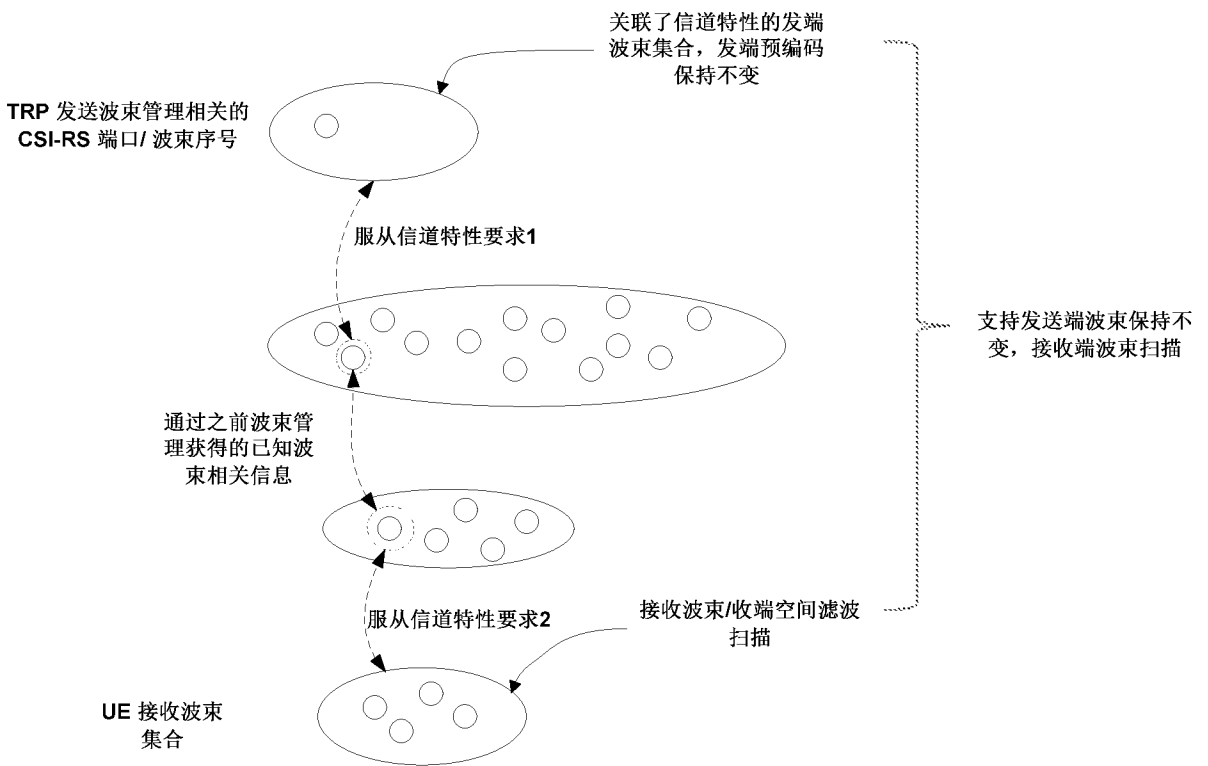 关联了信道特性的发端
波束集合，发端预编码
保持不变
TRP 发送波束管理相关的
CSI-RS 端口/ 波束序号
服从信道特性要求1
支持发送端波束保持不
变，接收端波束扫描
通过之前波束管
理获得的已知波
束相关信息
服从信道特性要求2
接收波束/收端空间滤波
扫描
UE 接收波束
集合